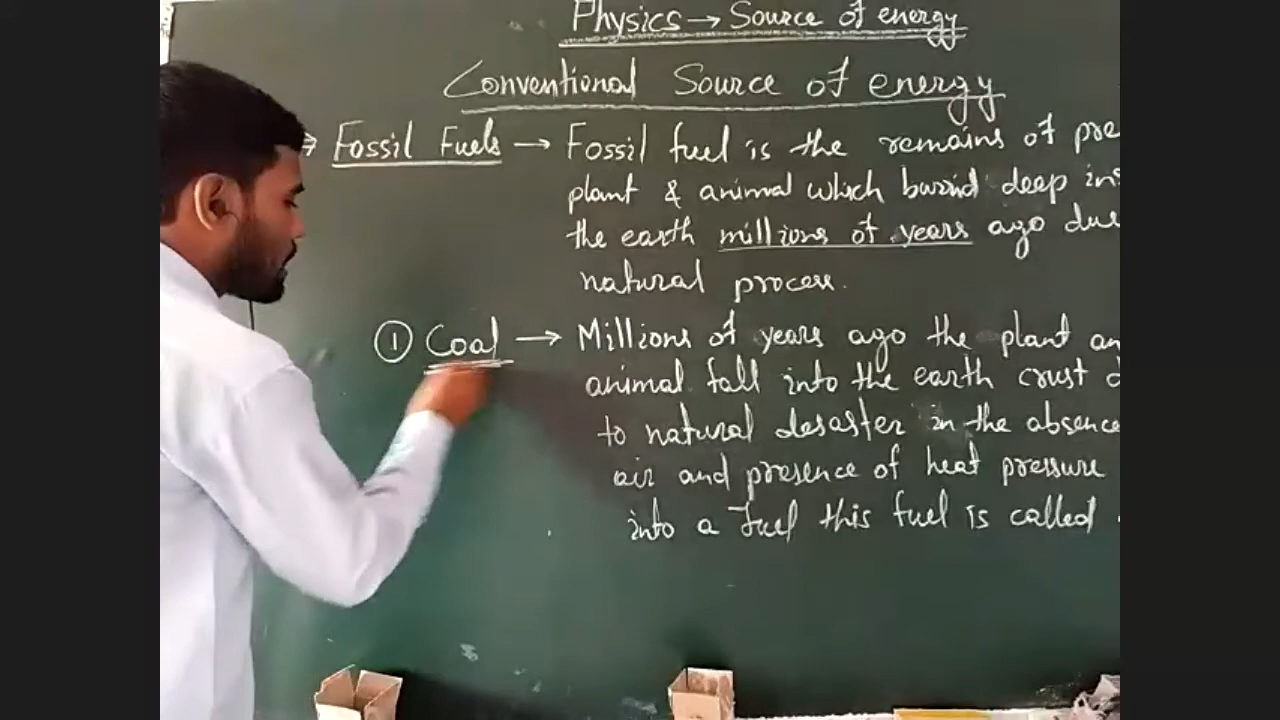 Physics → Source of energy
Conventional Source of energy
→ Fossil Fuels → Fossil fuel is the remains of pre
plant & animal which burrid deep ins
the earth millions of years ago due
natural process.
① Coal → Millions of years ago the plant an
animal fall into the earth crust d
to natural desaster in the absence
air and presence of heat pressure
into a fuel this fuel is called